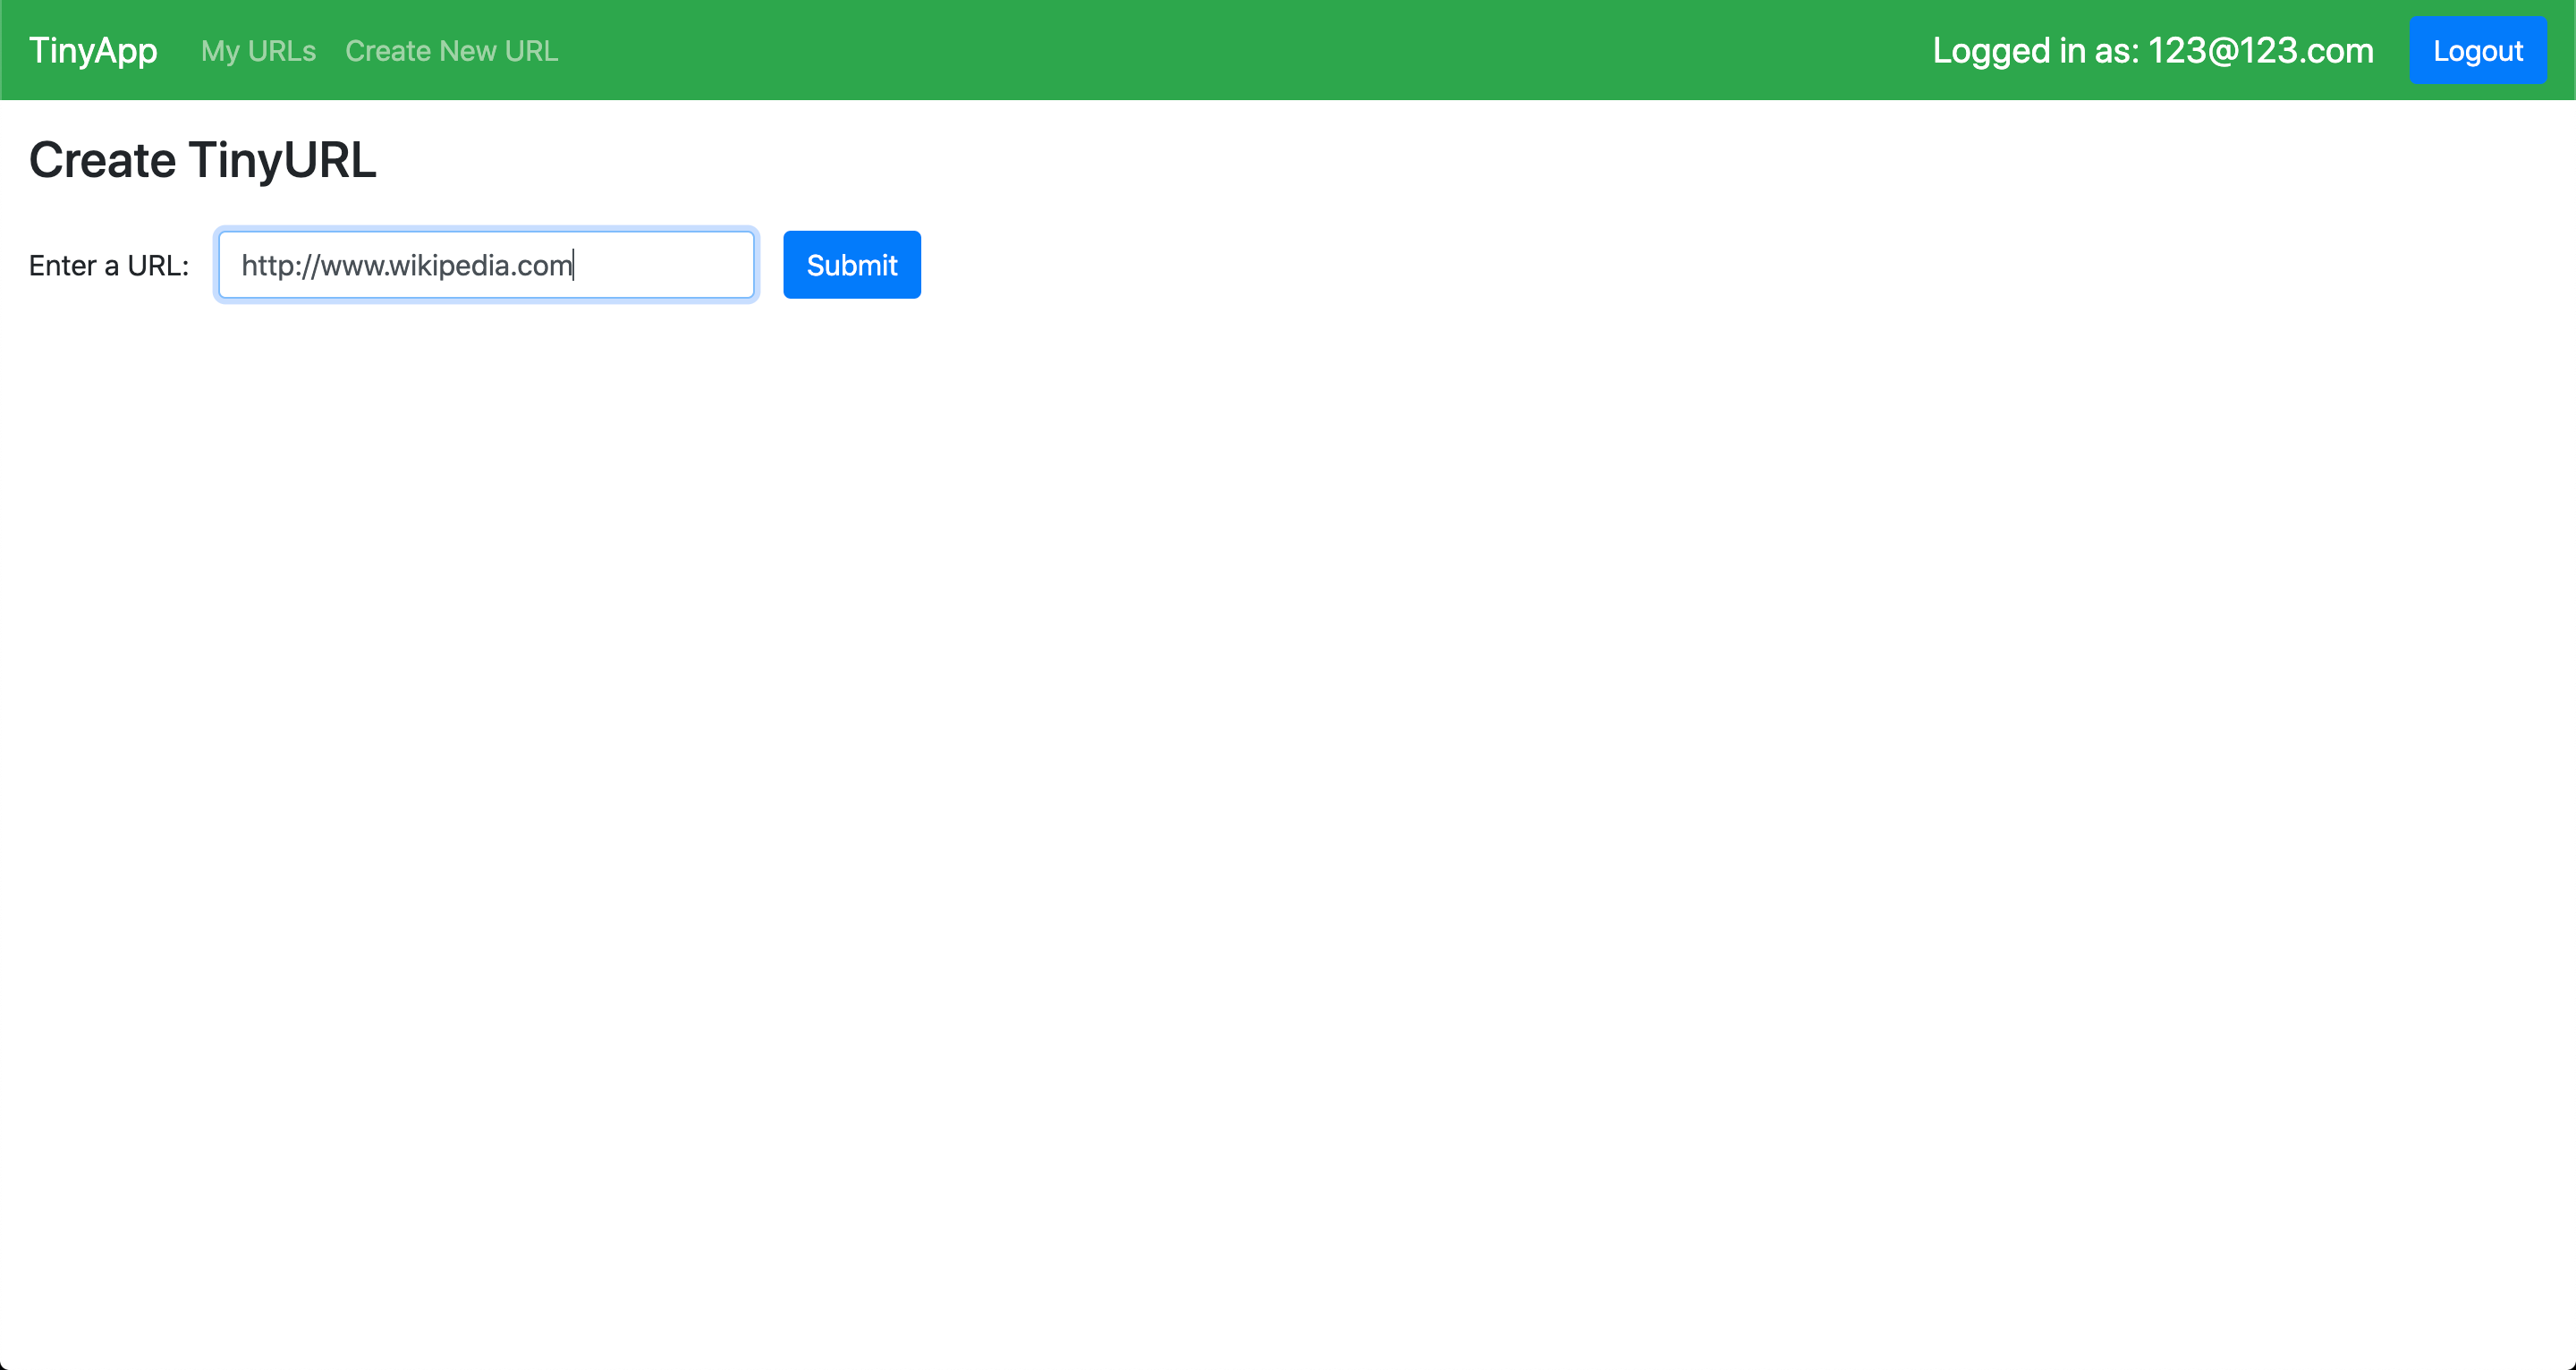 TinyApp My URLs Create New URL Logged in as: 123@123.com Logout
Create TinyURL
Enter a URL: http://www.wikipedia.com Submit